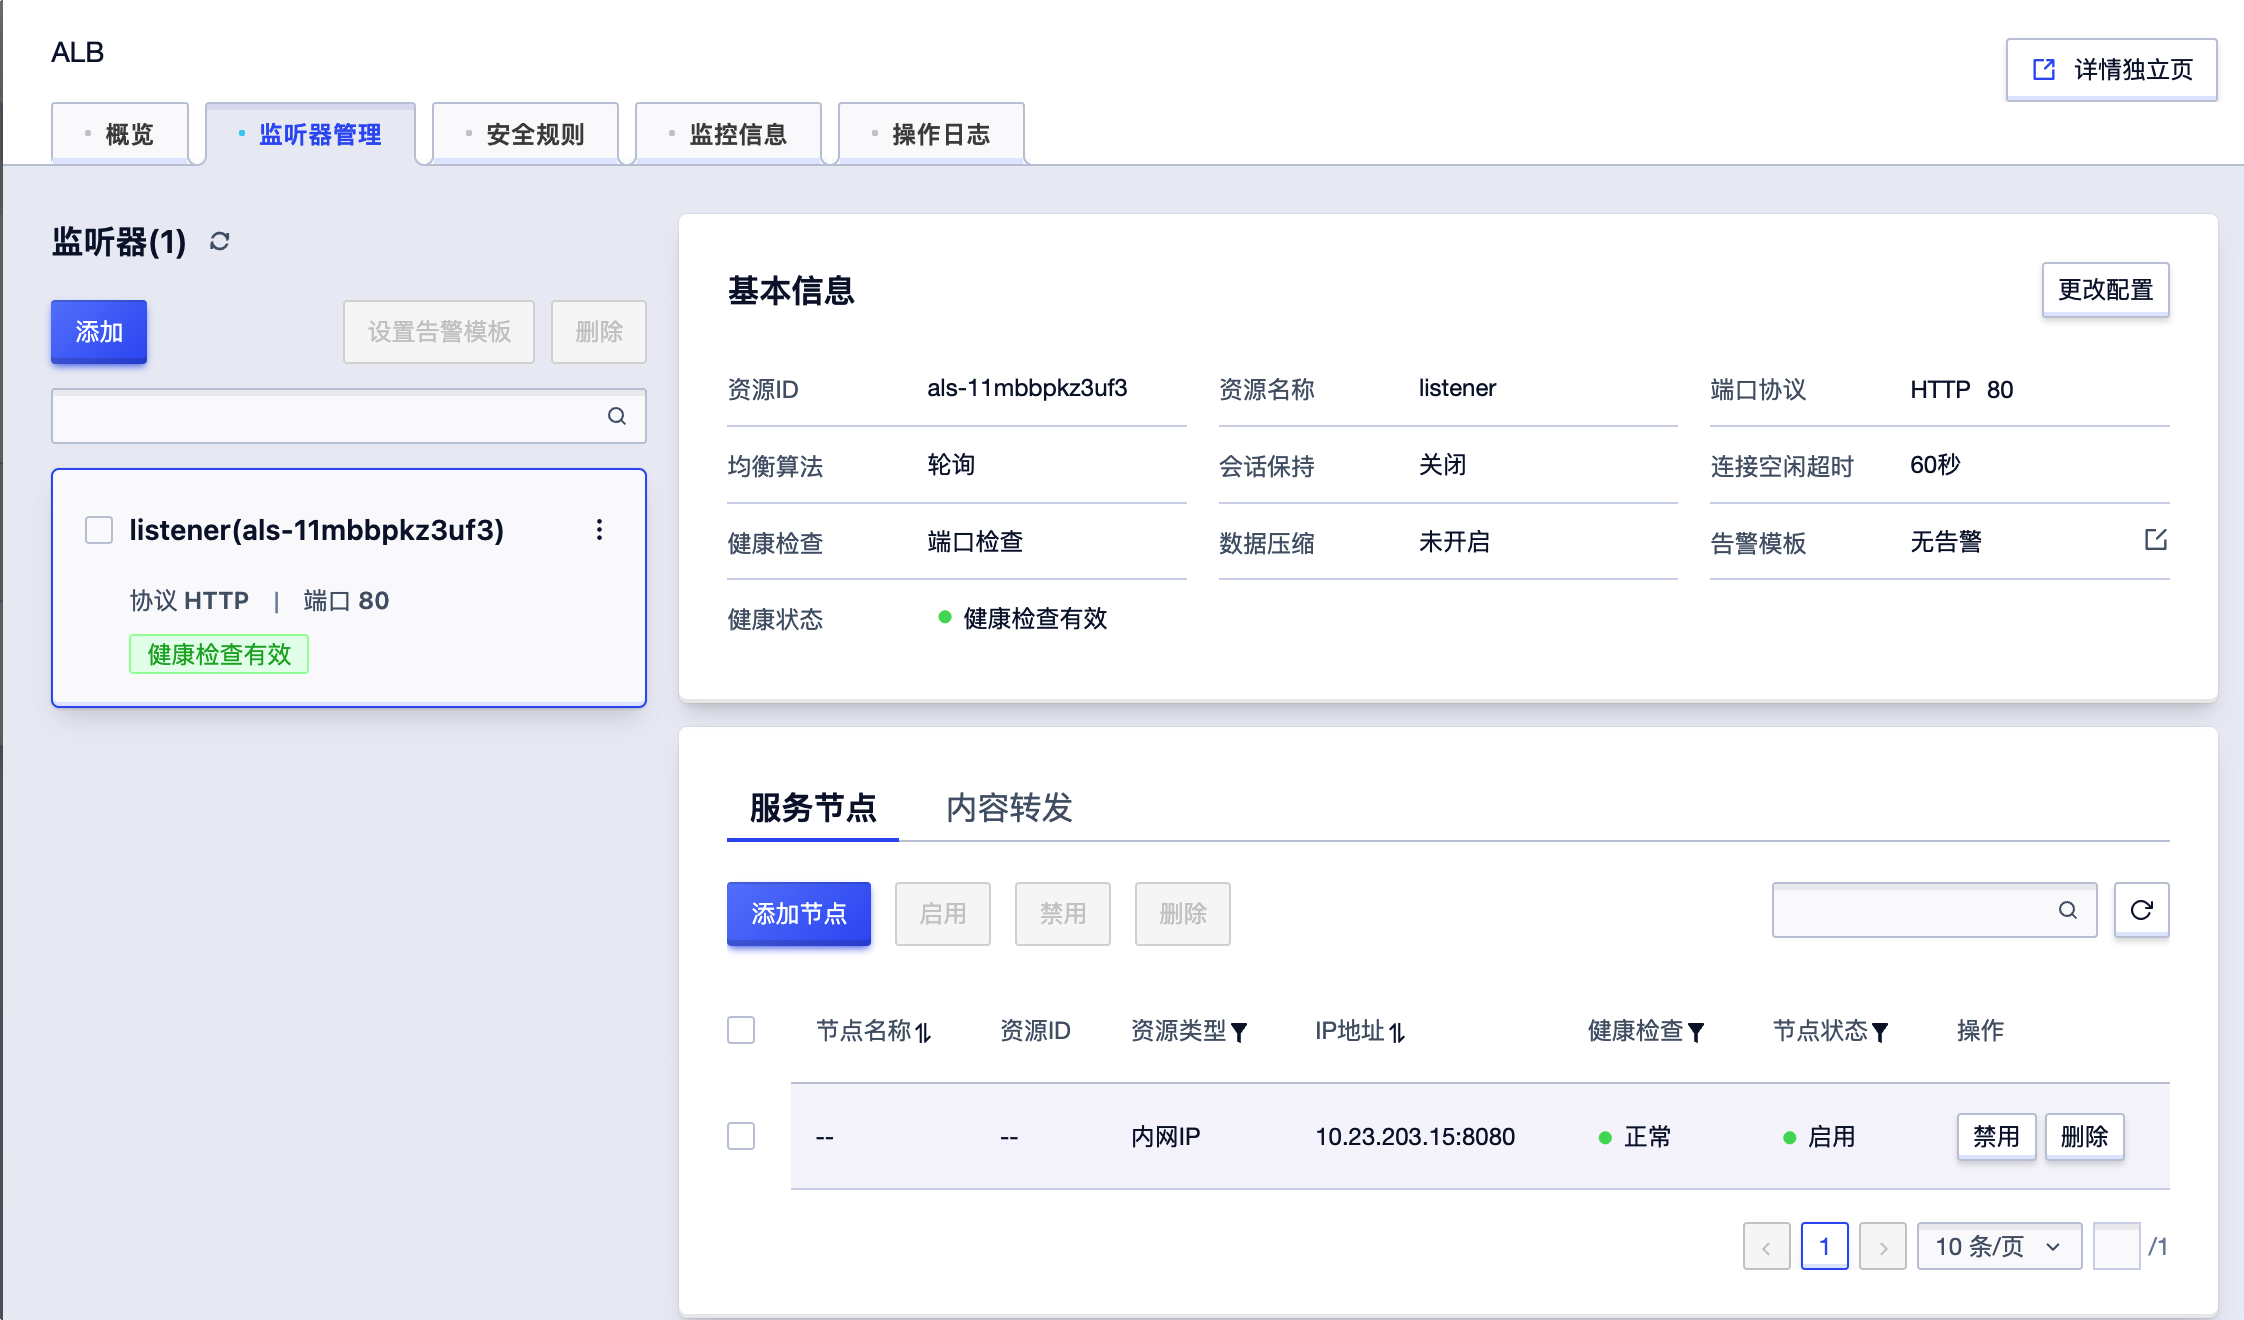 ALB
详情独立页
概览
监听器管理
安全规则
监控信息
操作日志
监听器(1)
添加
设置告警模板
删除
listener(als-11mbbpkz3uf3)
协议 HTTP | 端口 80
健康检查有效
基本信息
更改配置
资源ID als-11mbbpkz3uf3 资源名称 listener 端口协议 HTTP 80
均衡算法 轮询 会话保持 关闭 连接空闲超时 60秒
健康检查 端口检查 数据压缩 未开启 告警模板 无告警
健康状态 健康检查有效
服务节点 内容转发
添加节点 启用 禁用 删除
节点名称 资源ID 资源类型 IP地址 健康检查 节点状态 操作
-- -- 内网IP 10.23.203.15:8080 正常 启用 禁用 删除
1 10 条/页 /1